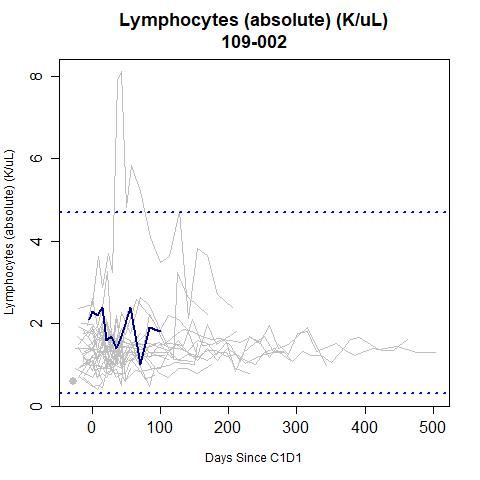 Lymphocytes (absolute) (K/uL)
109-002
Lymphocytes (absolute) (K/uL)
8
6
4
2
0
0 100 200 300 400 500
Days Since C1D1